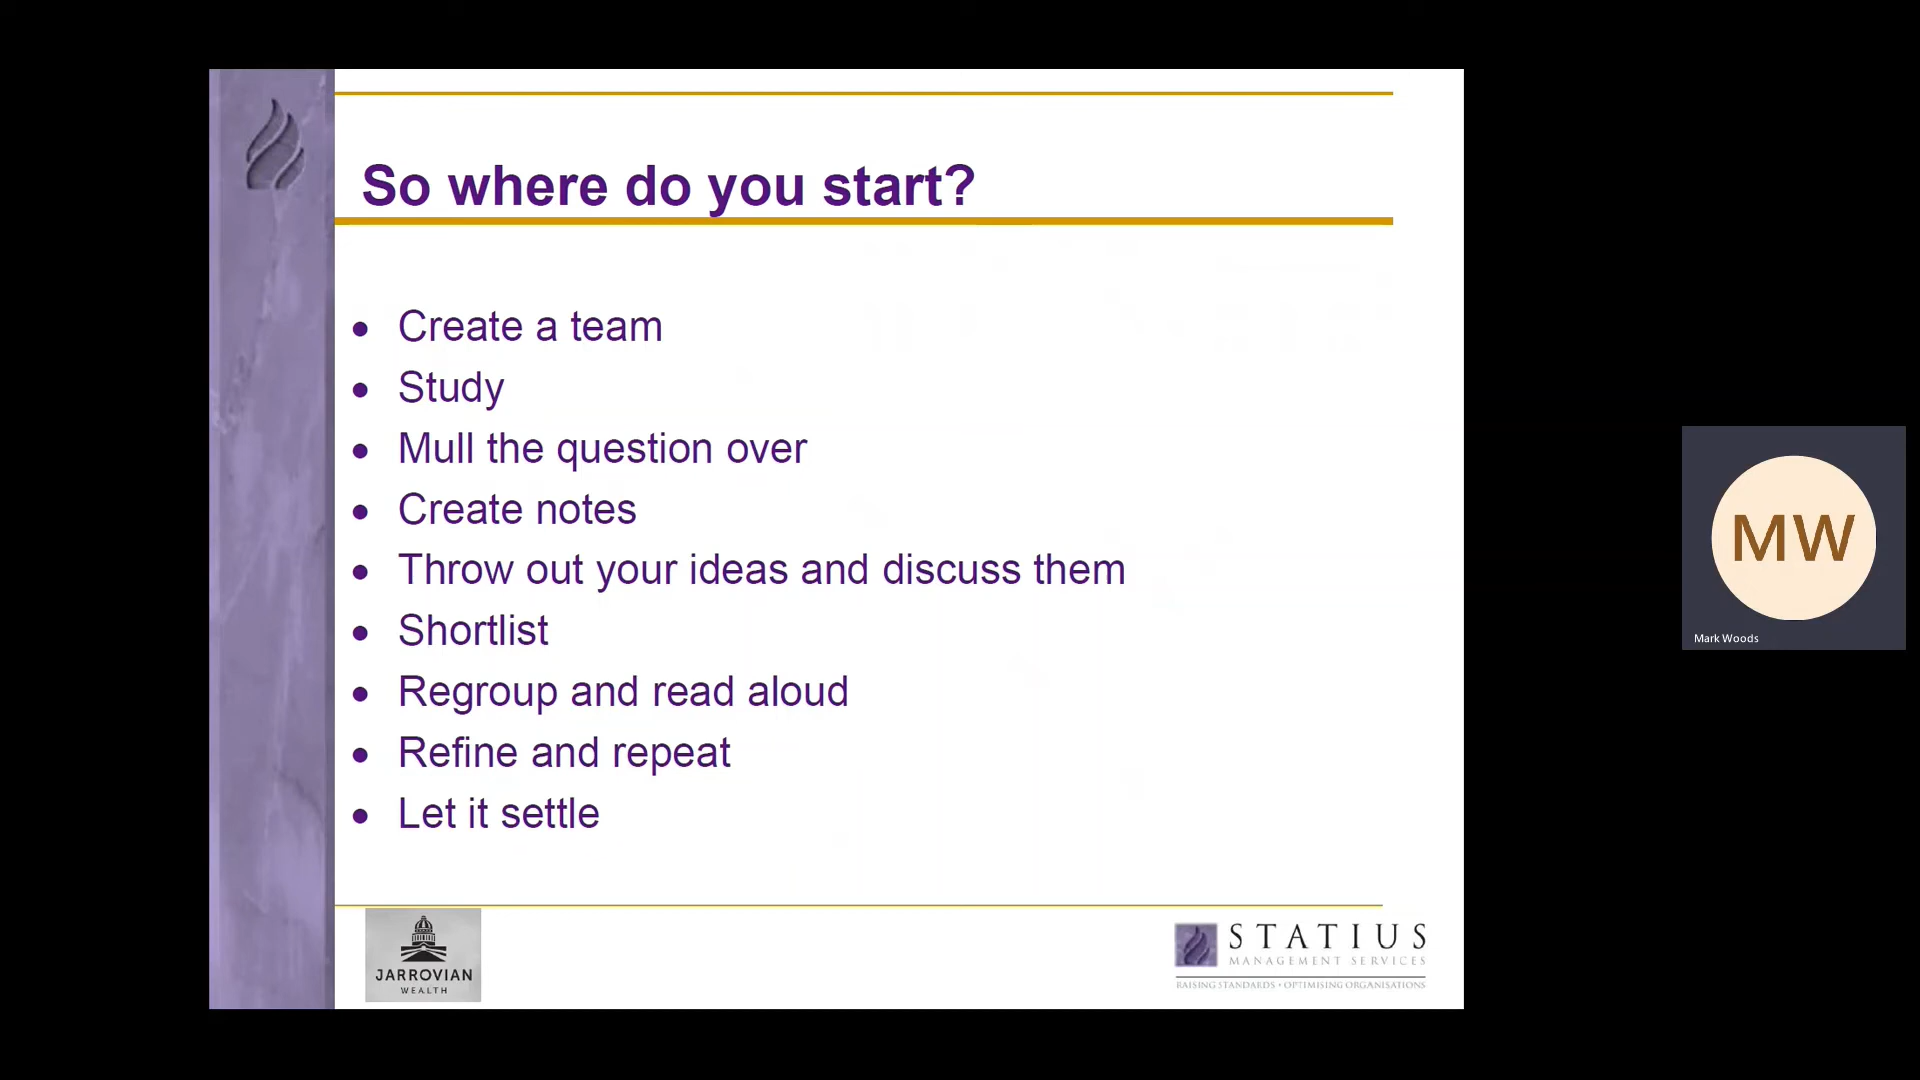 So where do you start?
Create a team
Study
Mull the question over
Create notes
Throw out your ideas and discuss them
Shortlist
Regroup and read aloud
Refine and repeat
Let it settle
JARROVIAN
WEALTH
STATIUS
MANAGEMENT SERVICES
RAISING STANDARDS • OPTIMISING ORGANISATIONS
MW
Mark Woods